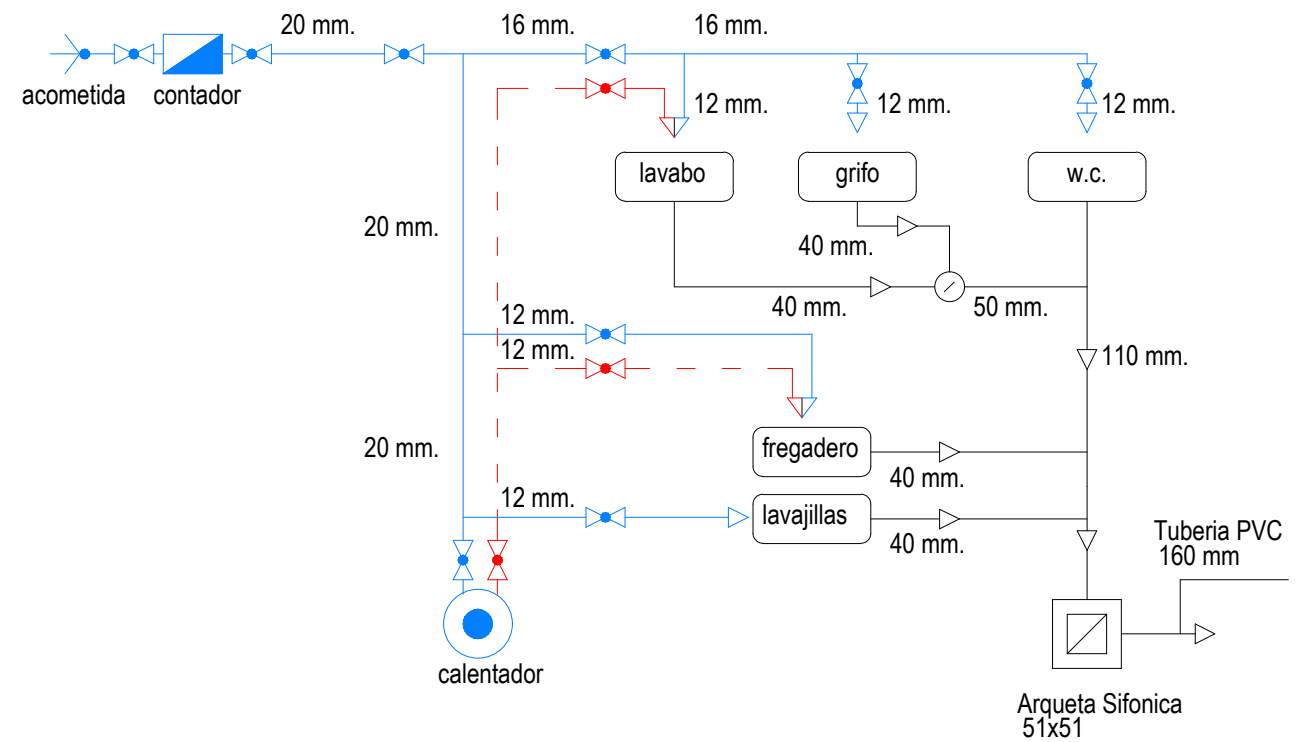 20 mm.
16 mm.
16 mm.
acometida
contador
12 mm.
12 mm.
12 mm.
lavabo
grifo
w.c.
20 mm.
40 mm.
40 mm.
50 mm.
12 mm.
12 mm.
110 mm.
20 mm.
fregadero
40 mm.
12 mm.
lavajillas
40 mm.
Tuberia PVC
160 mm
calentador
Arqueta Sifonica
51x51